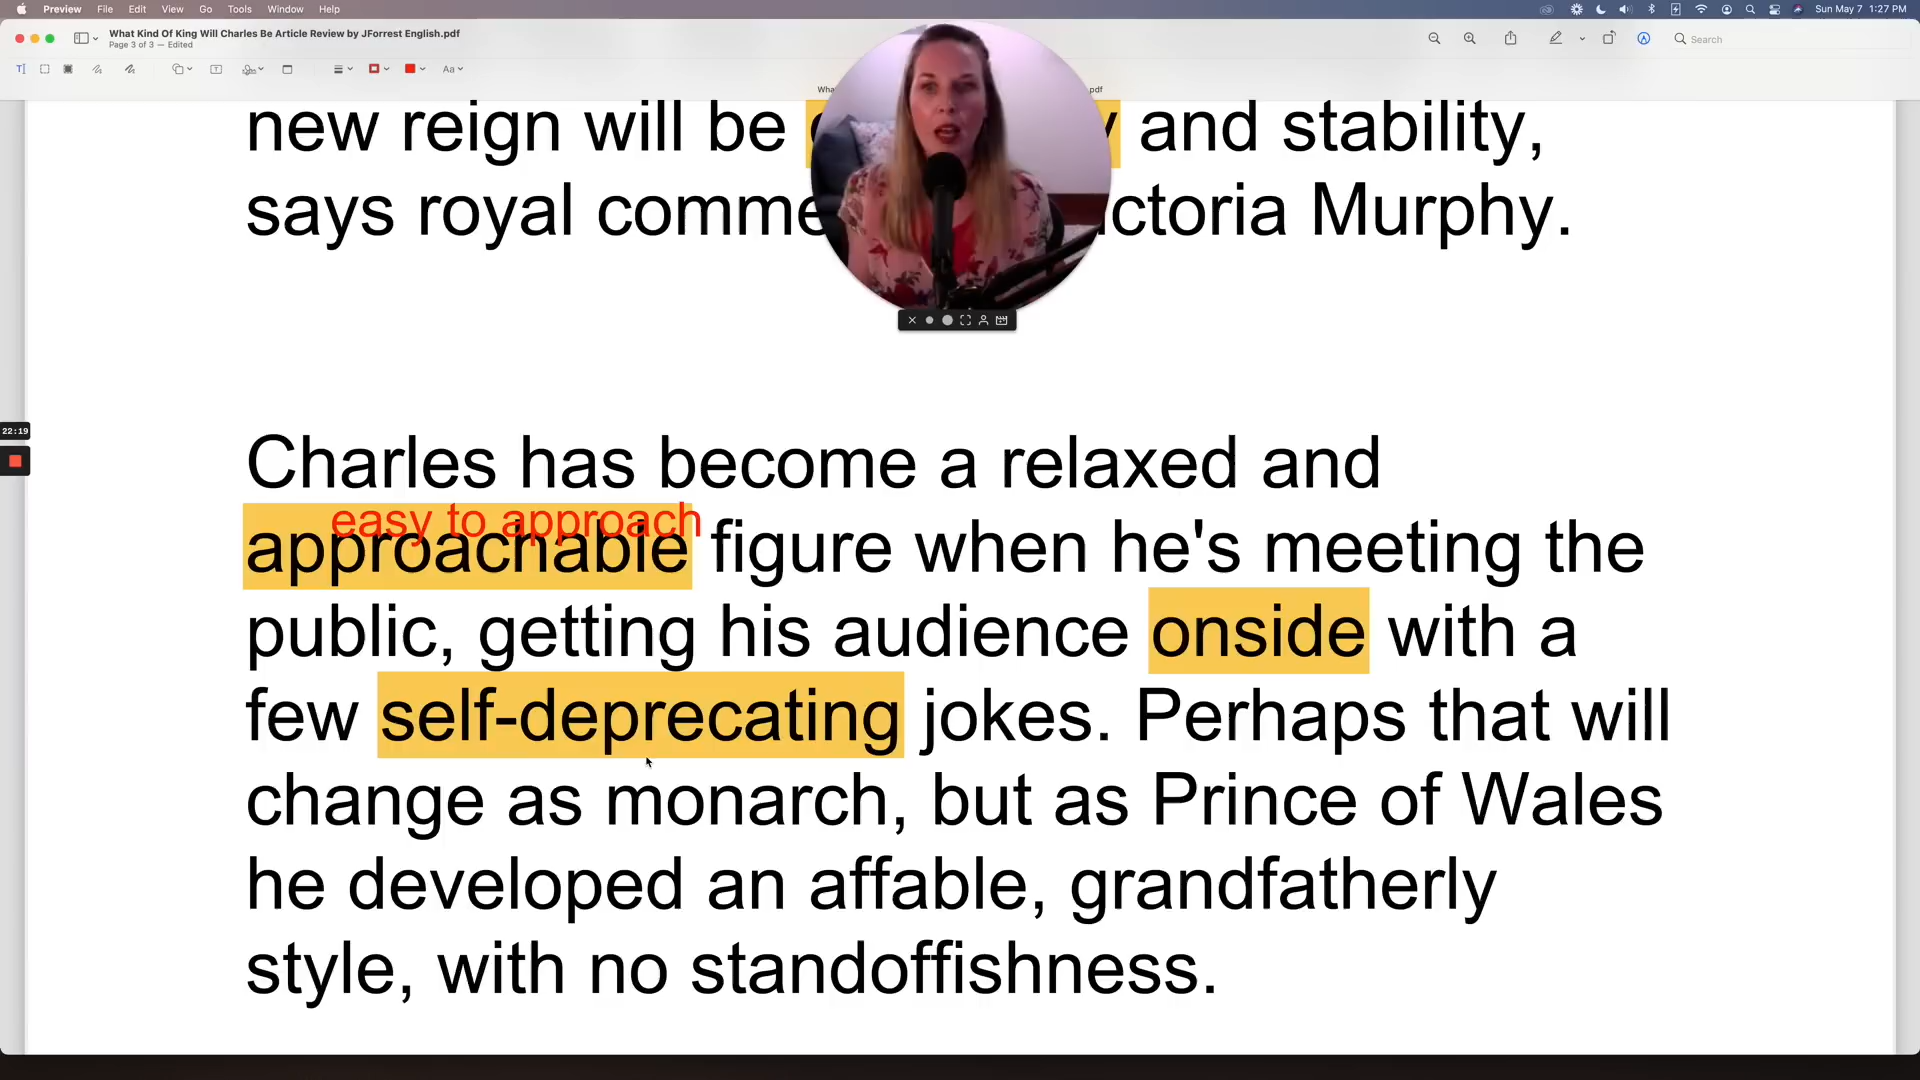 Preview File Edit View Go Tools Window Help
Sun May 7 1:27 PM
What Kind Of King Will Charles Be Article Review by JForrest English.pdf
Page 3 of 3 — Edited
Search
Aa
Wha
.pdf
new reign will be and stability,
says royal comme ctoria Murphy.
22:19
Charles has become a relaxed and
easy to approach
approachable figure when he's meeting the
public, getting his audience onside with a
few self-deprecating jokes. Perhaps that will
change as monarch, but as Prince of Wales
he developed an affable, grandfatherly
style, with no standoffishness.